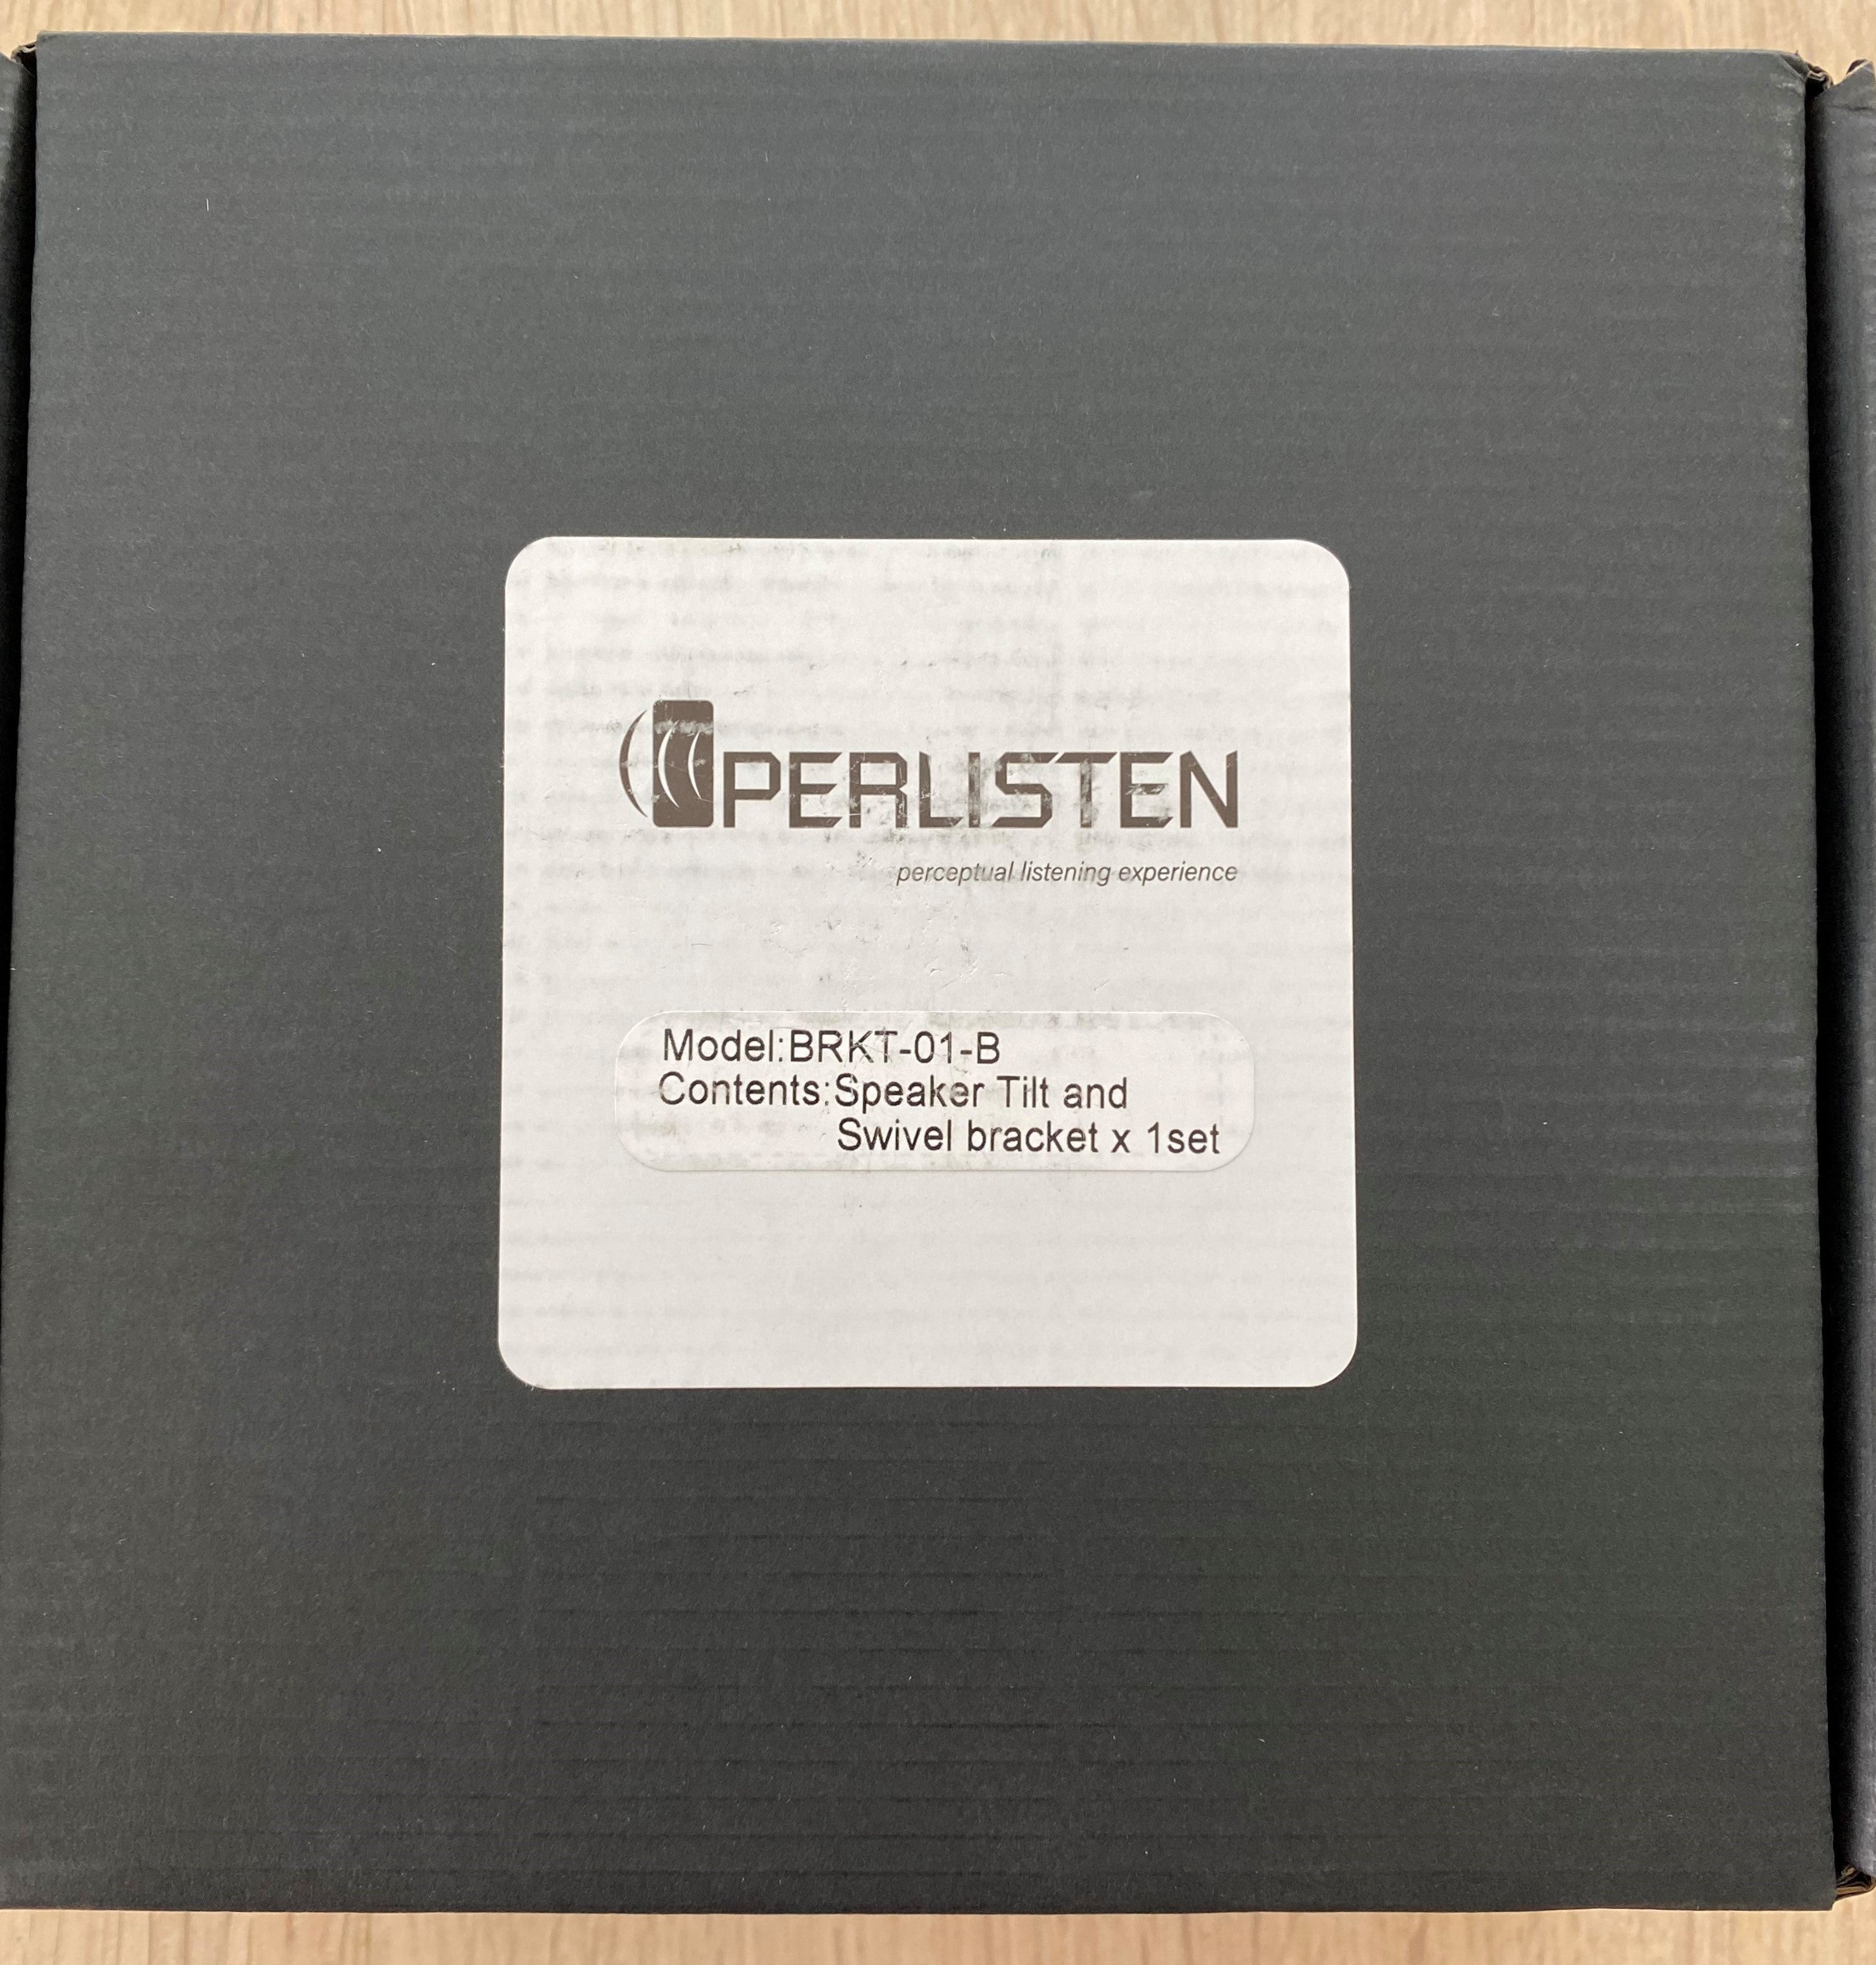 PERLISTEN
perceptual listening experience
Model:BRKT-01-B
Contents:Speaker Tilt and
Swivel bracket x 1set